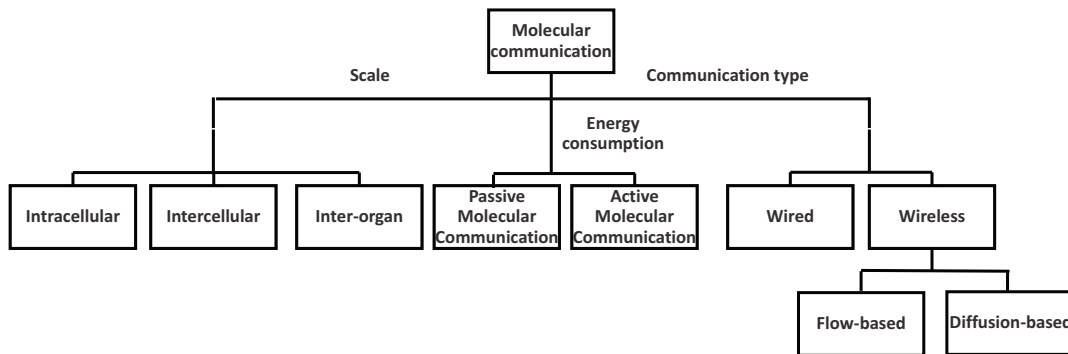 Molecular
communication
Scale
Communication type
Energy
consumption
Intracellular
Intercellular
Inter-organ
Passive
Molecular
Communication
Active
Molecular
Communication
Wired
Wireless
Flow-based
Diffusion-based